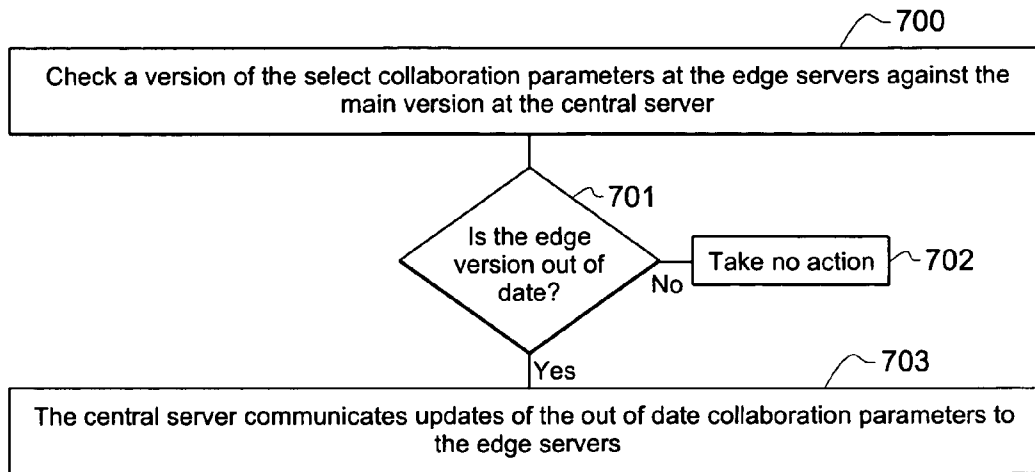 700
Check a version of the select collaboration parameters at the edge servers against the
main version at the central server
701
Is the edge
version out of
date?
No
Take no action
702
Yes
703
The central server communicates updates of the out of date collaboration parameters to
the edge servers